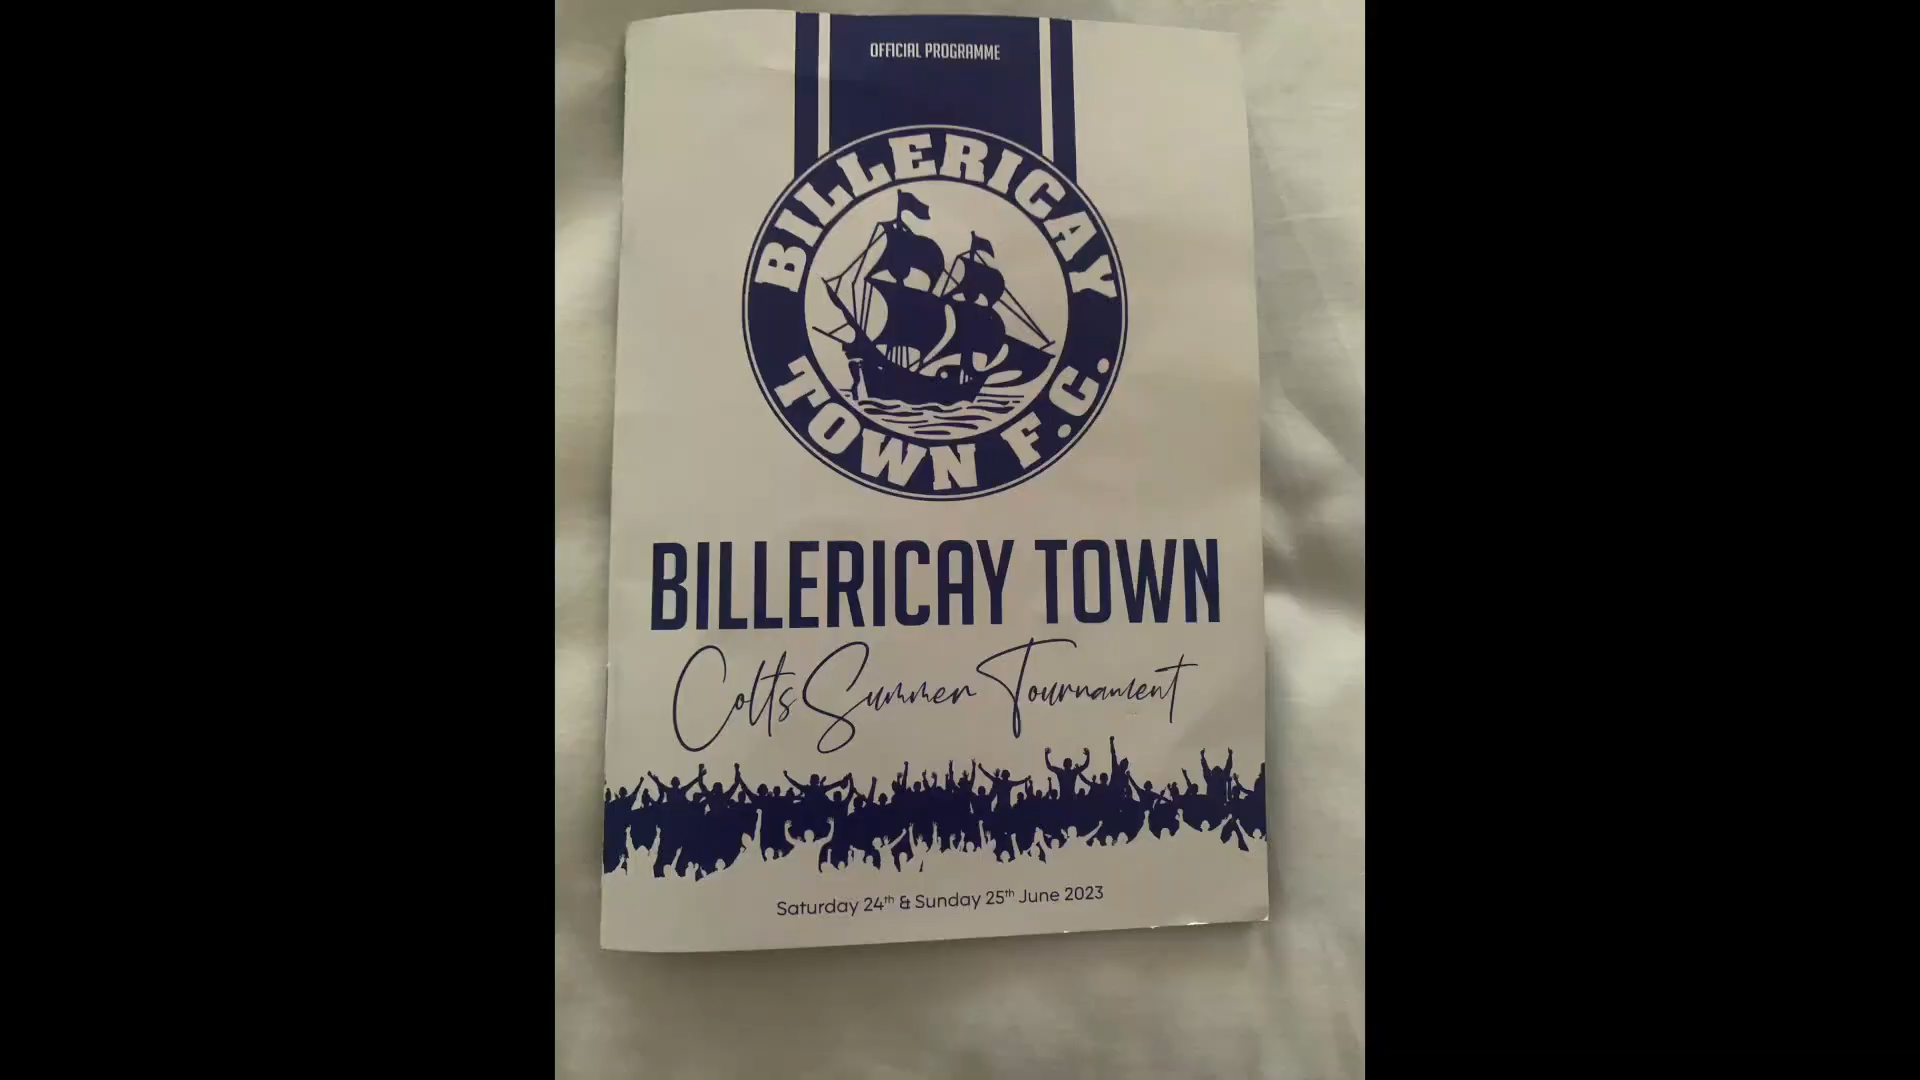 OFFICIAL PROGRAMME
BILLERICAY
TOWN F.C.
BILLERICAY TOWN
Colts Summer Tournament
Saturday 24th & Sunday 25th June 2023